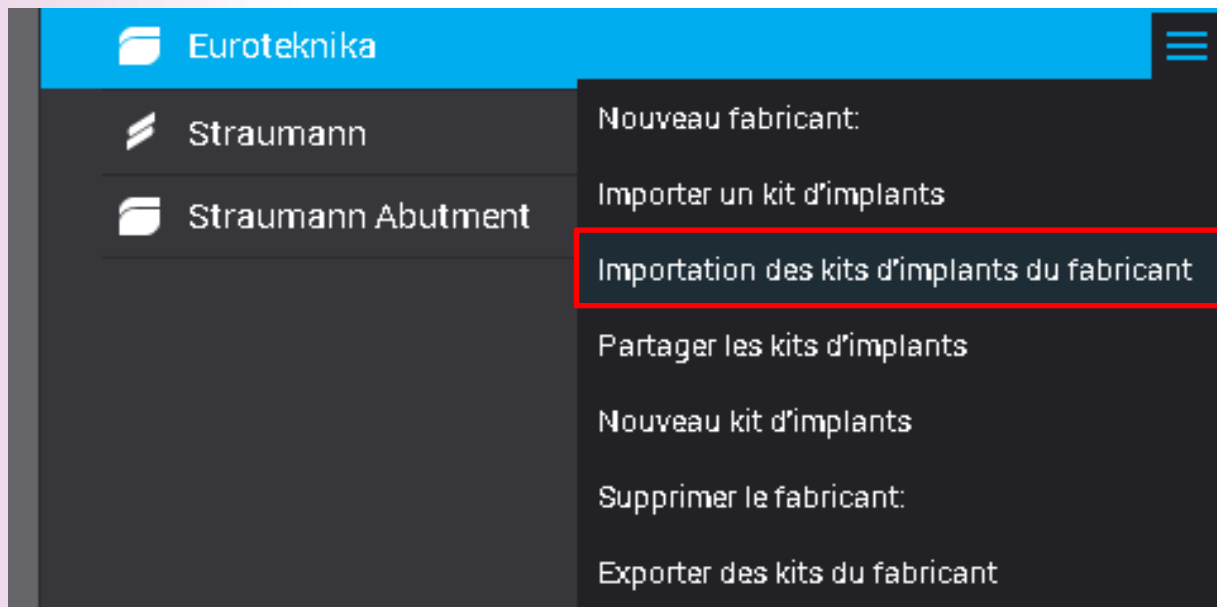 Euroteknika
Straumann
Straumann Abutment
Nouveau fabricant:
Importer un kit d'implants
Importation des kits d'implants du fabricant
Partager les kits d'implants
Nouveau kit d'implants
Supprimer le fabricant:
Exporter des kits du fabricant